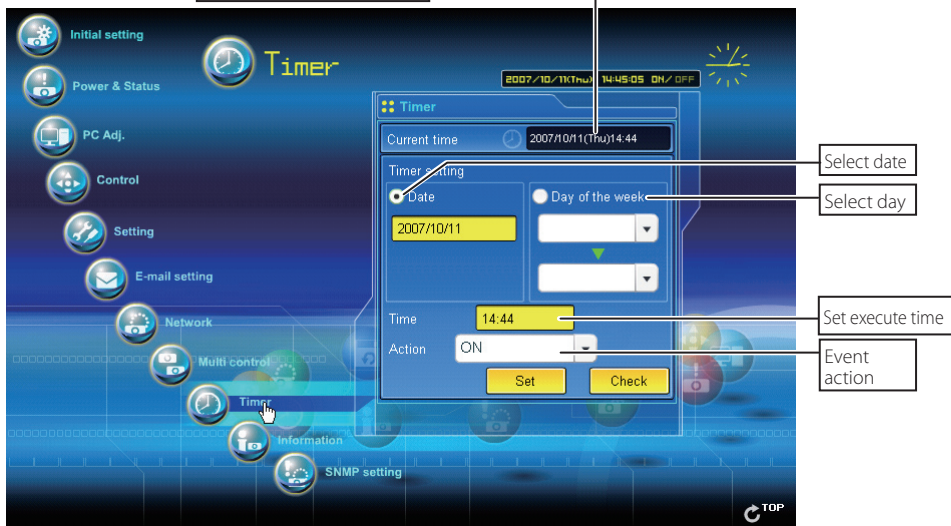 Initial setting
Power & Status
PC Adj.
Control
Setting
E-mail setting
Network
Multi control
Timer
Information
SNMP setting
Timer
2007/10/11(Thu) 14:45:05 ON/OFF
Timer
Current time 2007/10/11(Thu)14:44
Timer setting
Date
Day of the week
2007/10/11
Time 14:44
Action ON
Set Check
Select date
Select day
Set execute time
Event
action
TOP